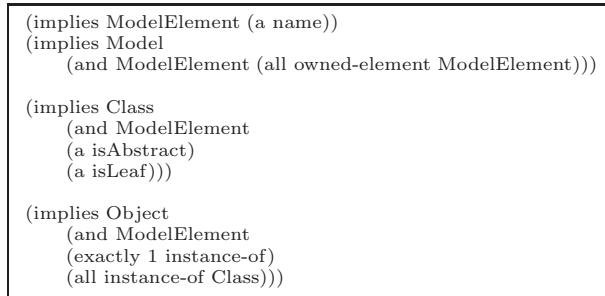 (implies ModelElement (a name))
(implies Model
(and ModelElement (all owned-element ModelElement)))
(implies Class
(and ModelElement
(a isAbstract)
(a isLeaf)))
(implies Object
(and ModelElement
(exactly 1 instance-of)
(all instance-of Class)))